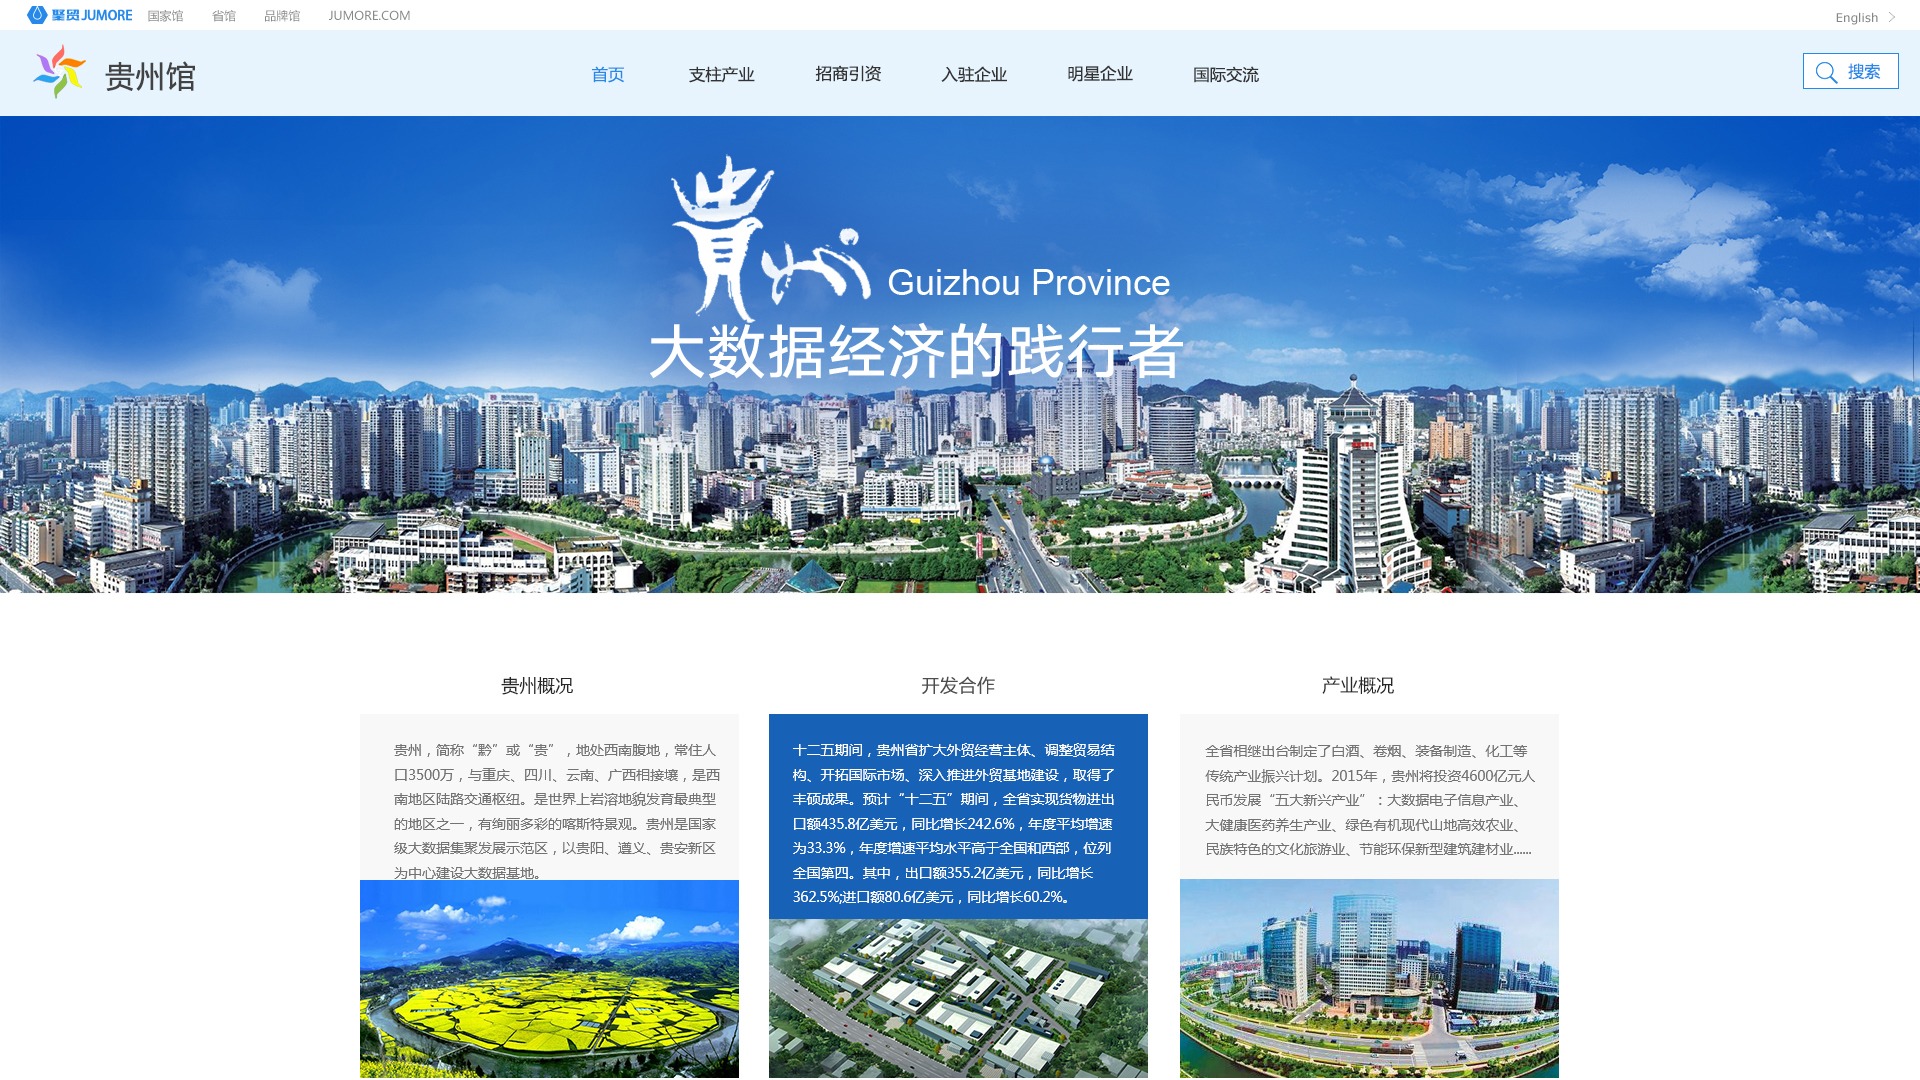 聚贸JUMORE 国家馆 省馆 品牌馆 JUMORE.COM English
贵州馆 首页 支柱产业 招商引资 入驻企业 明星企业 国际交流 搜索
贵州 Guizhou Province
大数据经济的践行者
贵州概况
贵州，简称“黔”或“贵”，地处西南腹地，常住人
口3500万，与重庆、四川、云南、广西相接壤，是西
南地区陆路交通枢纽。是世界上岩溶地貌发育最典型
的地区之一，有绚丽多彩的喀斯特景观。贵州是国家
级大数据集聚发展示范区，以贵阳、遵义、贵安新区
为中心建设大数据基地。
开发合作
十二五期间，贵州省扩大外贸经营主体、调整贸易结
构、开拓国际市场、深入推进外贸基地建设，取得了
丰硕成果。预计“十二五”期间，全省实现货物进出
口额435.8亿美元，同比增长242.6%，年度平均增速
为33.3%，年度增速平均水平高于全国和西部，位列
全国第四。其中，出口额355.2亿美元，同比增长
362.5%;进口额80.6亿美元，同比增长60.2%。
产业概况
全省相继出台制定了白酒、卷烟、装备制造、化工等
传统产业振兴计划。2015年，贵州将投资4600亿元人
民币发展“五大新兴产业”：大数据电子信息产业、
大健康医药养生产业、绿色有机现代山地高效农业、
民族特色的文化旅游业、节能环保新型建筑建材业......